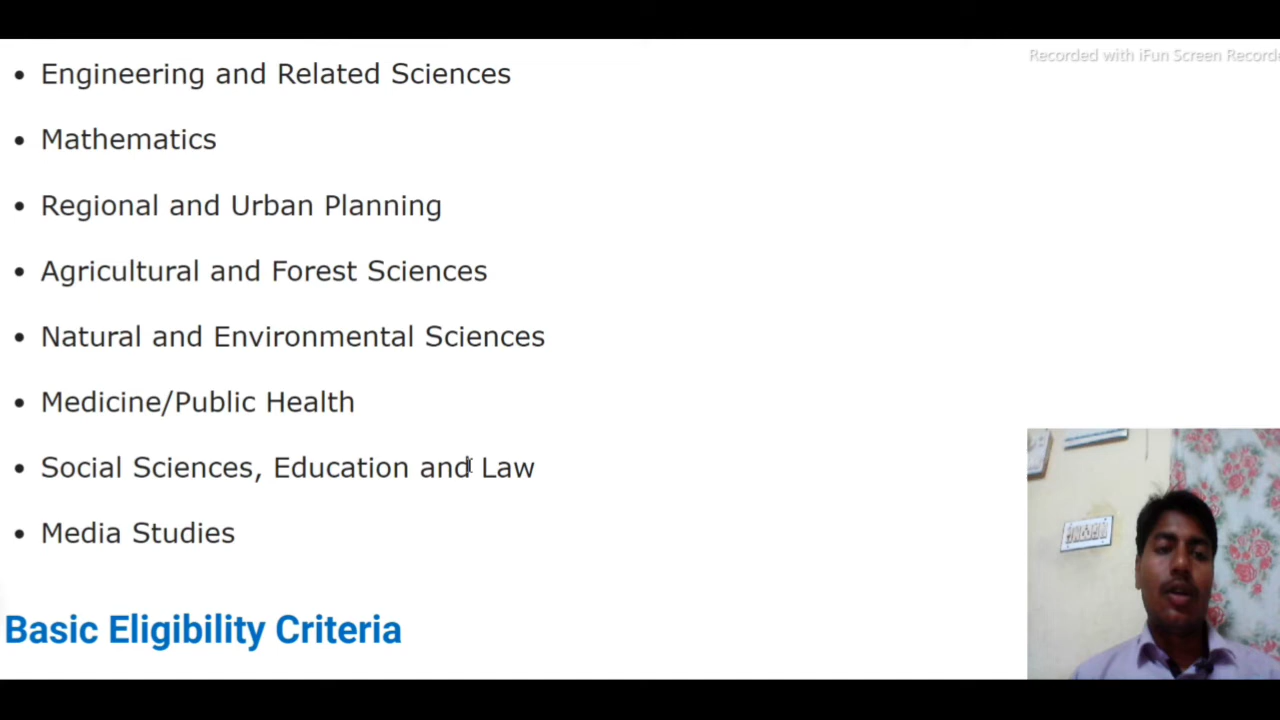 Recorded with iFun Screen Record
Engineering and Related Sciences
Mathematics
Regional and Urban Planning
Agricultural and Forest Sciences
Natural and Environmental Sciences
Medicine/Public Health
Social Sciences, Education and Law
Media Studies
Basic Eligibility Criteria